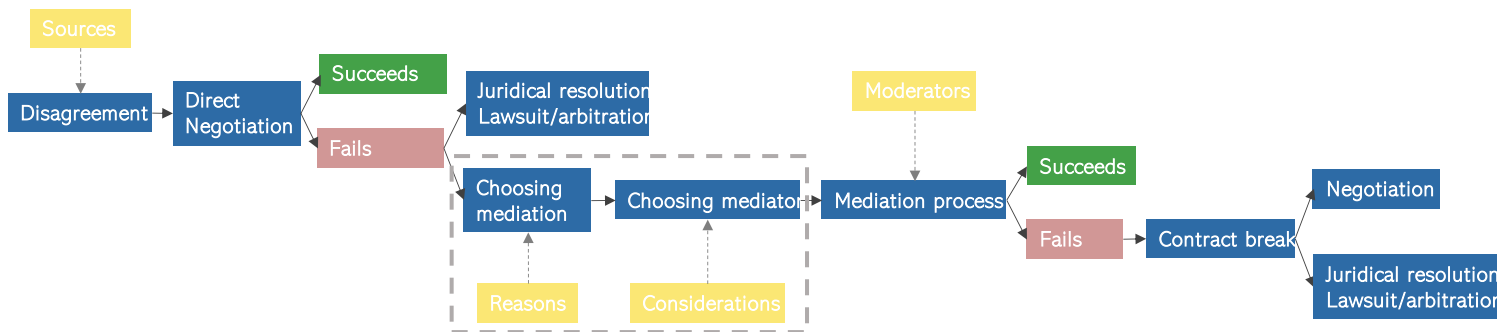 Sources
Disagreement
Direct
Negotiation
Succeeds
Fails
Juridical resolution
Lawsuit/arbitration
Choosing
mediation
Choosing mediator
Reasons
Considerations
Moderators
Mediation process
Succeeds
Fails
Contract break
Negotiation
Juridical resolution
Lawsuit/arbitration